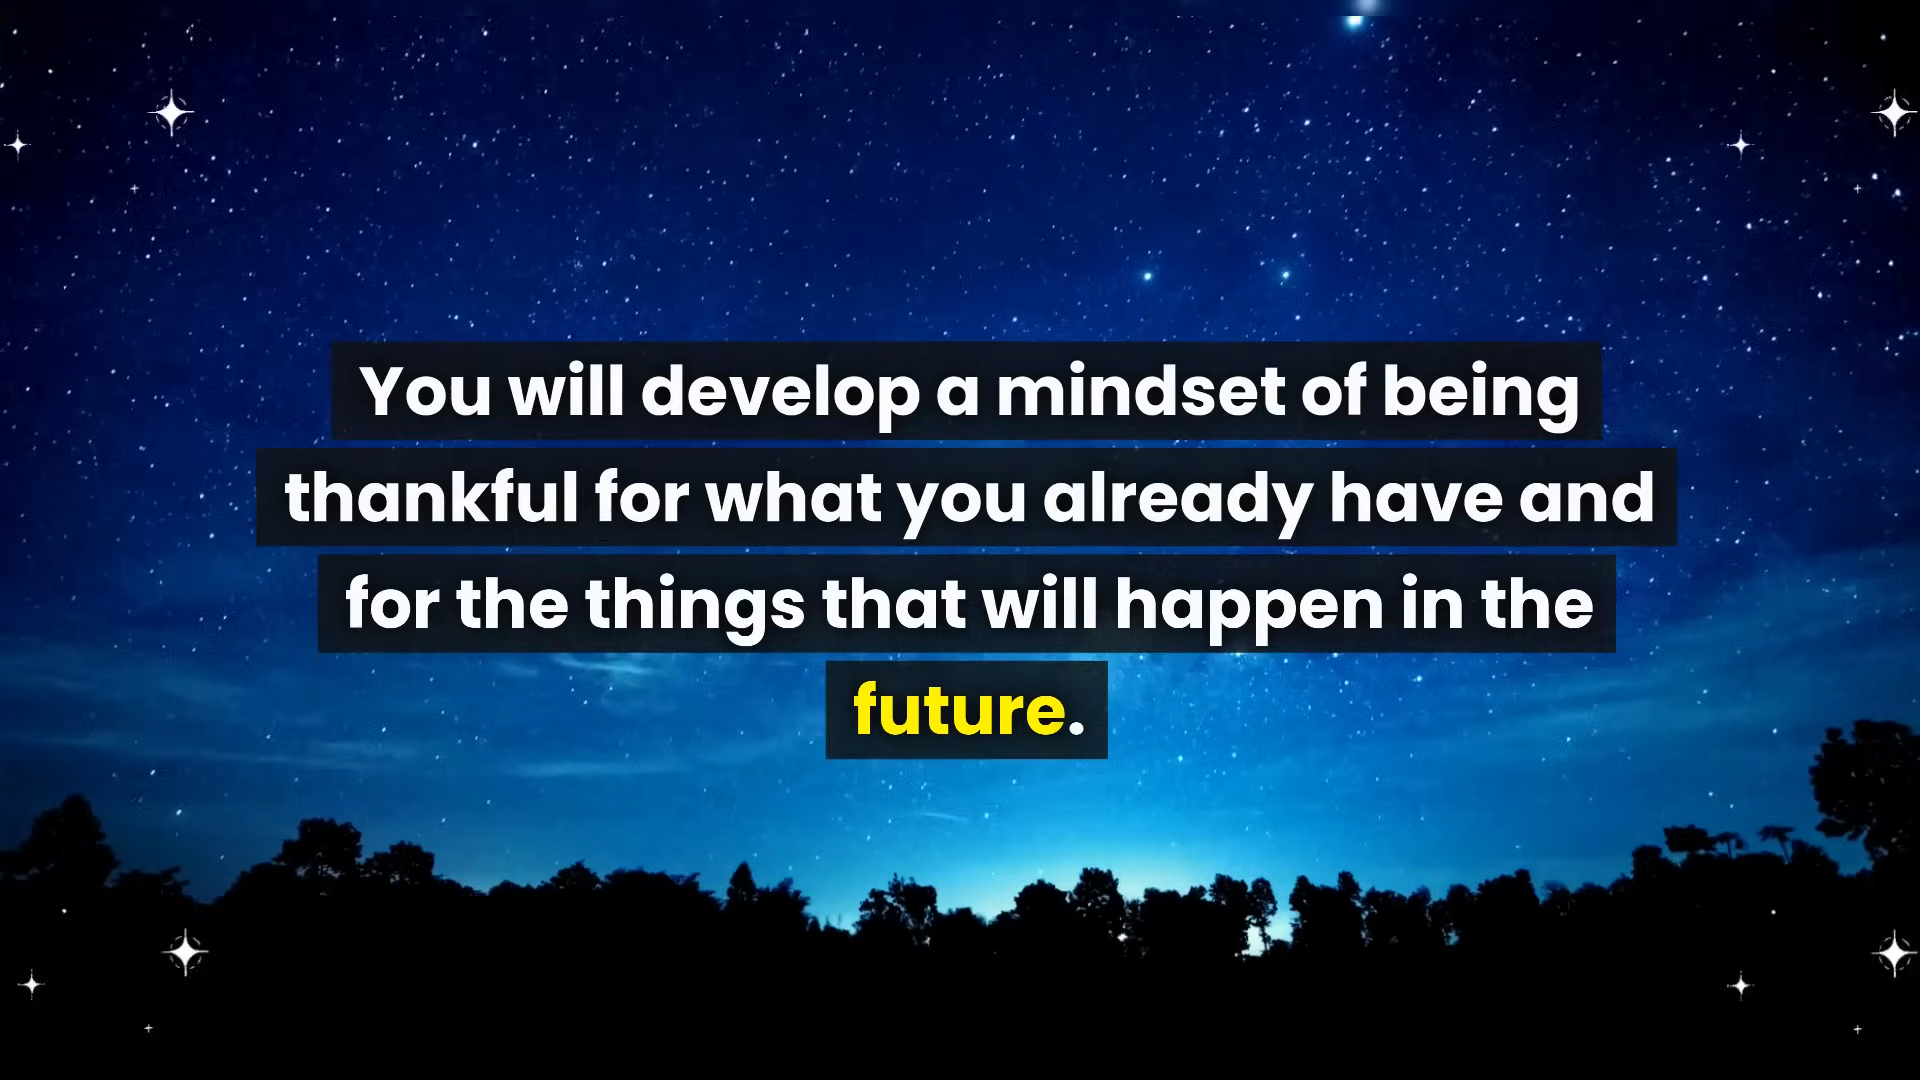 You will develop a mindset of being
thankful for what you already have and
for the things that will happen in the
future.